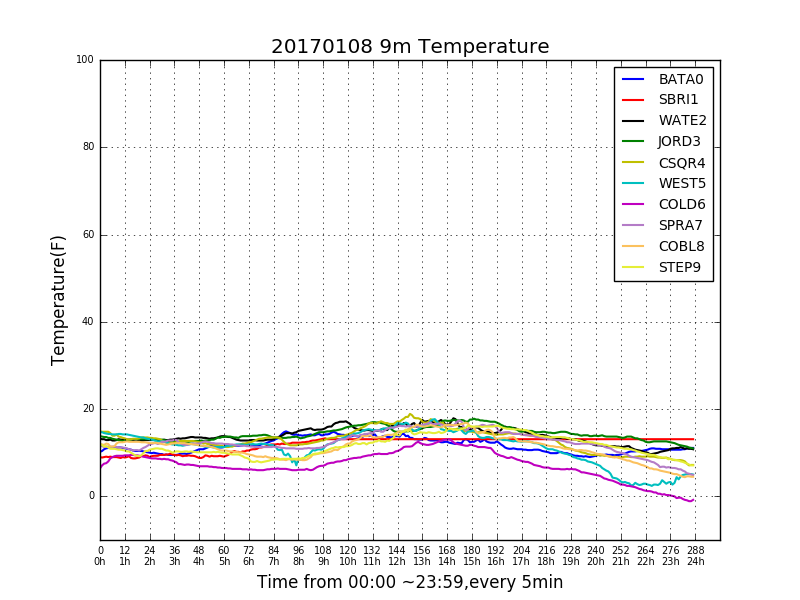 20170108 9m Temperature
100
80
60
40
20
0
Temperature(F)
BATA0
SBRI1
WATE2
JORD3
CSQR4
WEST5
COLD6
SPRA7
COBL8
STEP9
0 12 24 36 48 60 72 84 96 108 120 132 144 156 168 180 192 204 216 228 240 252 264 276 288
0h 1h 2h 3h 4h 5h 6h 7h 8h 9h 10h 11h 12h 13h 14h 15h 16h 17h 18h 19h 20h 21h 22h 23h 24h
Time from 00:00 ~23:59,every 5min